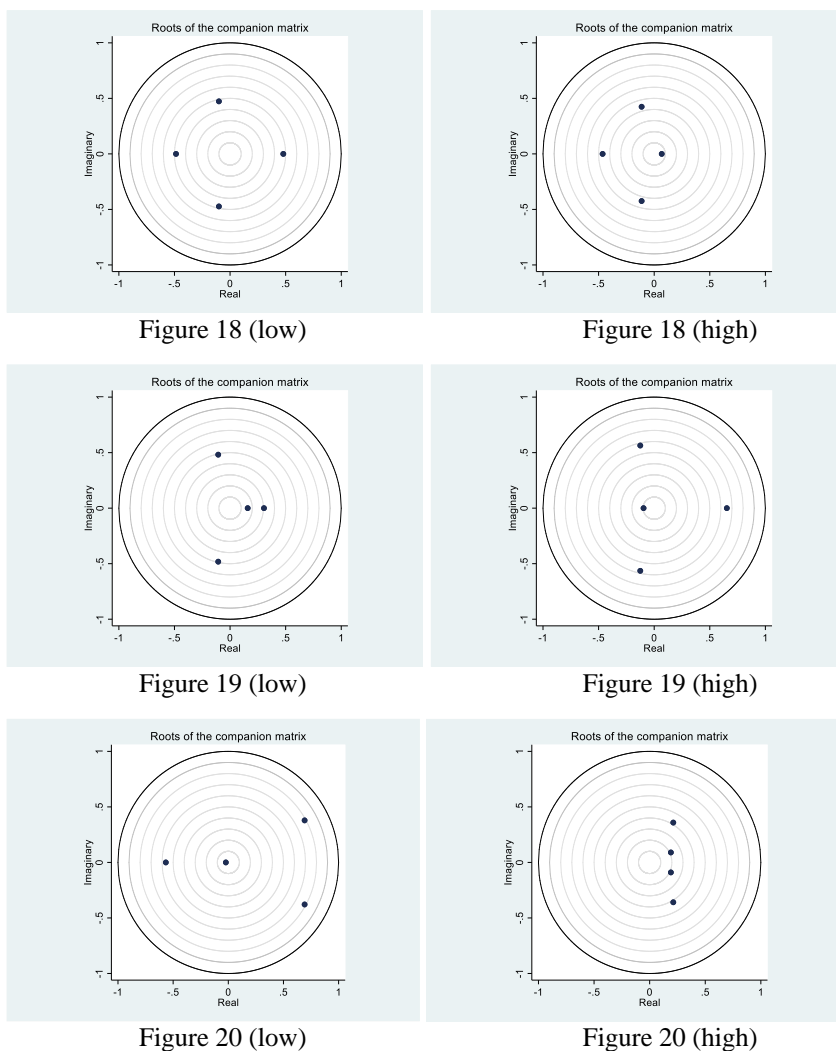 Roots of the companion matrix
Imaginary
1
.5
0
-.5
-1
-1
-.5
0
.5
1
Real
Figure 18 (low)
Roots of the companion matrix
Imaginary
1
.5
0
-.5
-1
-1
-.5
0
.5
1
Real
Figure 18 (high)
Roots of the companion matrix
Imaginary
1
.5
0
-.5
-1
-1
-.5
0
.5
1
Real
Figure 19 (low)
Roots of the companion matrix
Imaginary
1
.5
0
-.5
-1
-1
-.5
0
.5
1
Real
Figure 19 (high)
Roots of the companion matrix
Imaginary
1
.5
0
-.5
-1
-1
-.5
0
.5
1
Real
Figure 20 (low)
Roots of the companion matrix
Imaginary
1
.5
0
-.5
-1
-1
-.5
0
.5
1
Real
Figure 20 (high)